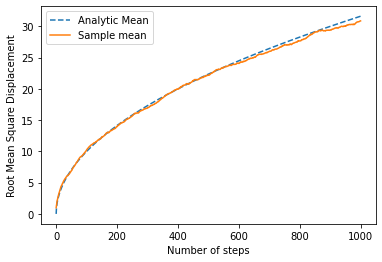 Analytic Mean
Sample mean
Root Mean Square Displacement
30
25
20
15
10
5
0
0 200 400 600 800 1000
Number of steps